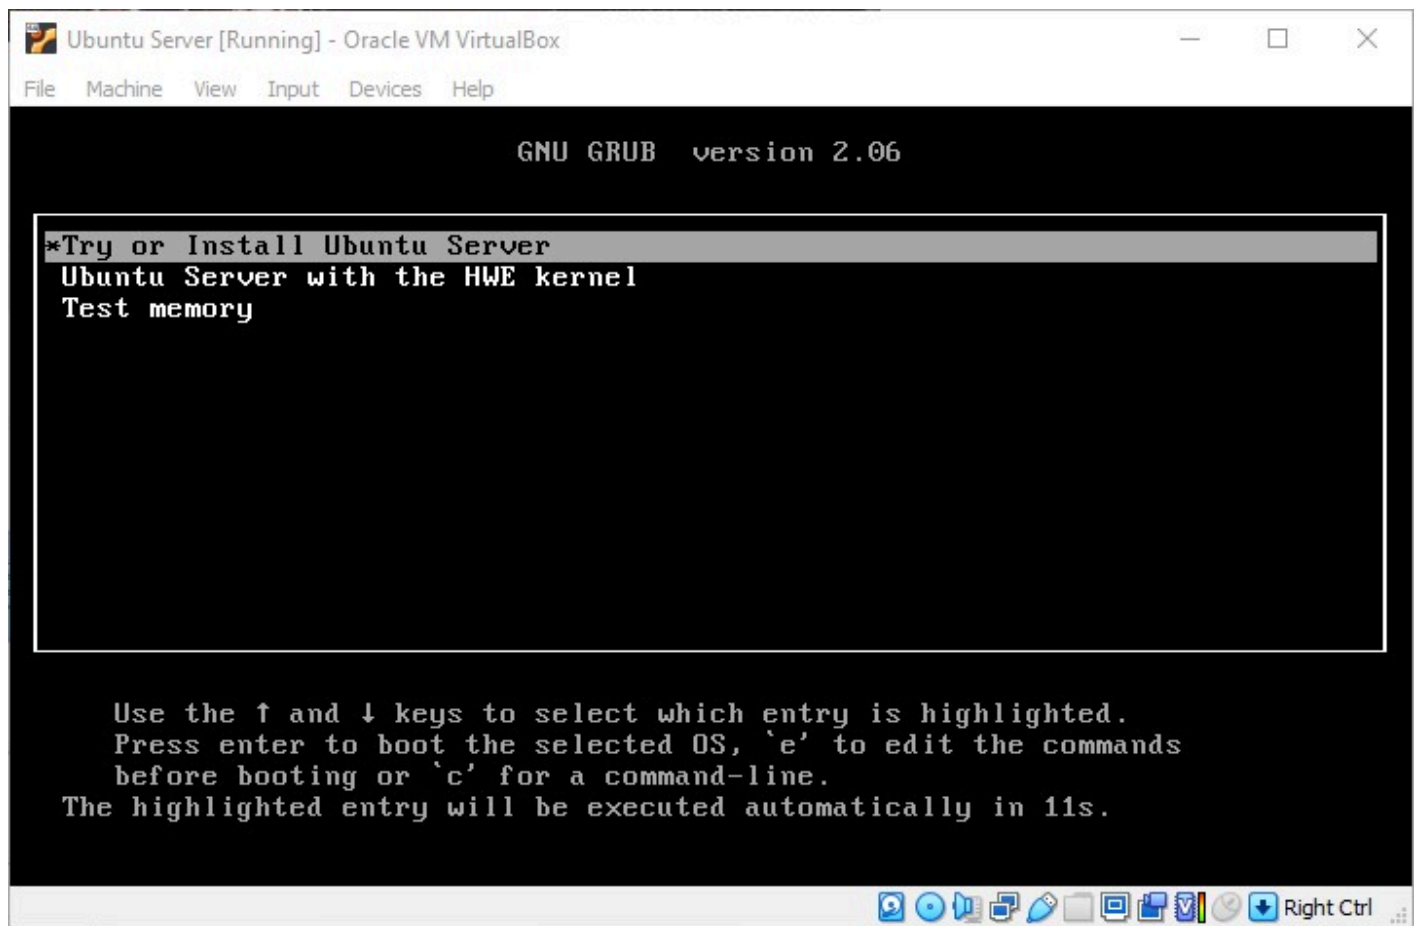 Ubuntu Server [Running] - Oracle VM VirtualBox
File Machine View Input Devices Help
GNU GRUB version 2.06
*Try or Install Ubuntu Server
Ubuntu Server with the HWE kernel
Test memory
Use the ↑ and ↓ keys to select which entry is highlighted.
Press enter to boot the selected OS, `e' to edit the commands
before booting or `c' for a command-line.
The highlighted entry will be executed automatically in 11s.
Right Ctrl